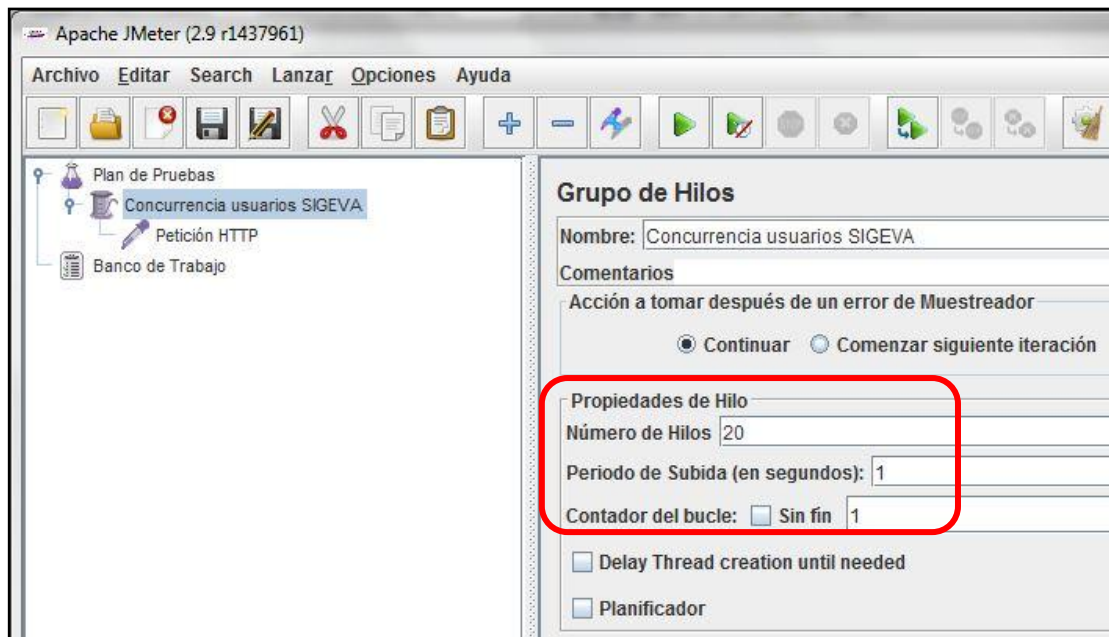 Apache JMeter (2.9 r1437961)
Archivo Editar Search Lanzar Opciones Ayuda
Plan de Pruebas
Concurrencia usuarios SIGEVA
Petición HTTP
Banco de Trabajo
Grupo de Hilos
Nombre: Concurrencia usuarios SIGEVA
Comentarios
Acción a tomar después de un error de Muestreador
Continuar Comenzar siguiente iteración
Propiedades de Hilo
Número de Hilos 20
Periodo de Subida (en segundos): 1
Contador del bucle: Sin fin 1
Delay Thread creation until needed
Planificador